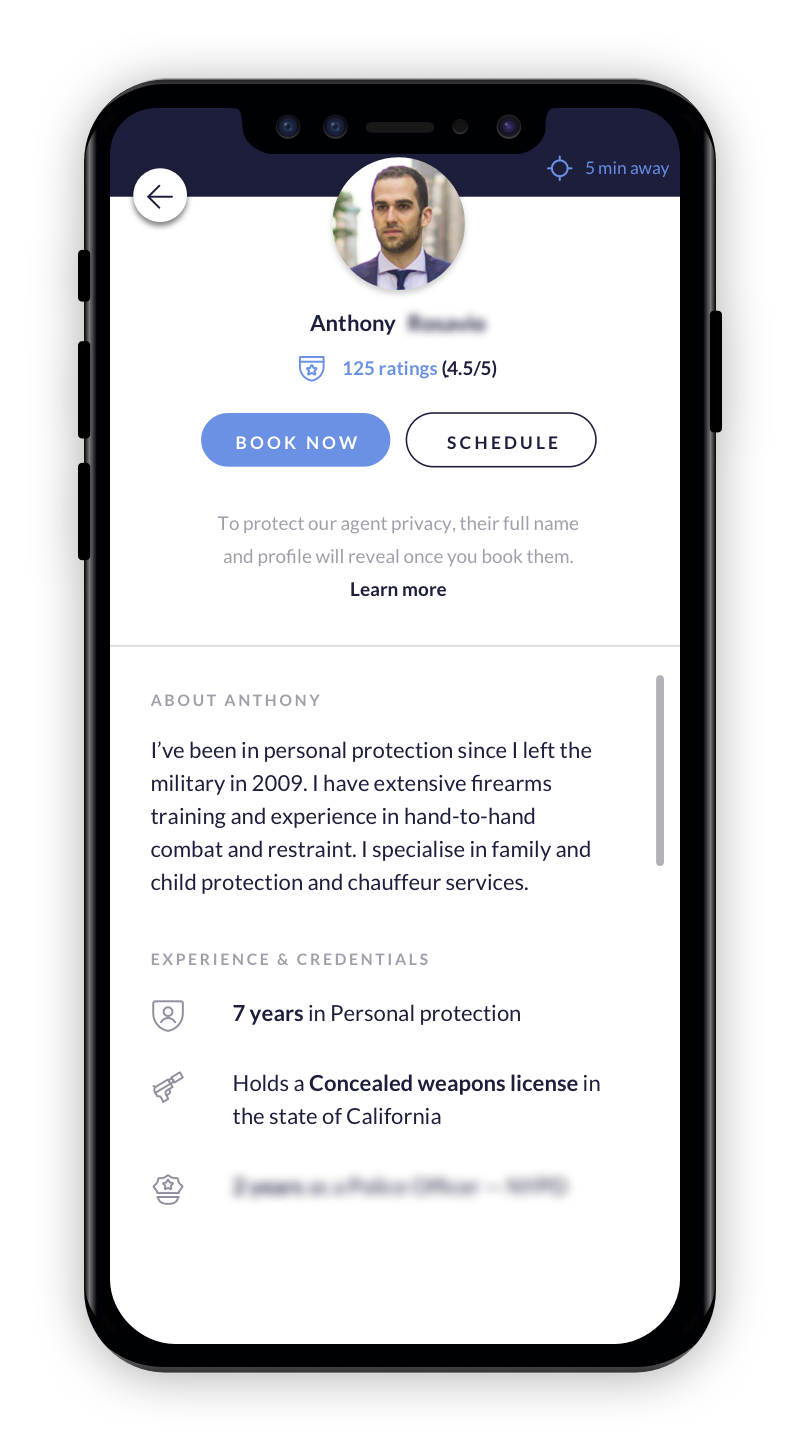 5 min away
Anthony
125 ratings (4.5/5)
BOOK NOW
SCHEDULE
To protect our agent privacy, their full name
and profile will reveal once you book them.
Learn more
ABOUT ANTHONY
I’ve been in personal protection since I left the
military in 2009. I have extensive firearms
training and experience in hand-to-hand
combat and restraint. I specialise in family and
child protection and chauffeur services.
EXPERIENCE & CREDENTIALS
7 years in Personal protection
Holds a Concealed weapons license in
the state of California